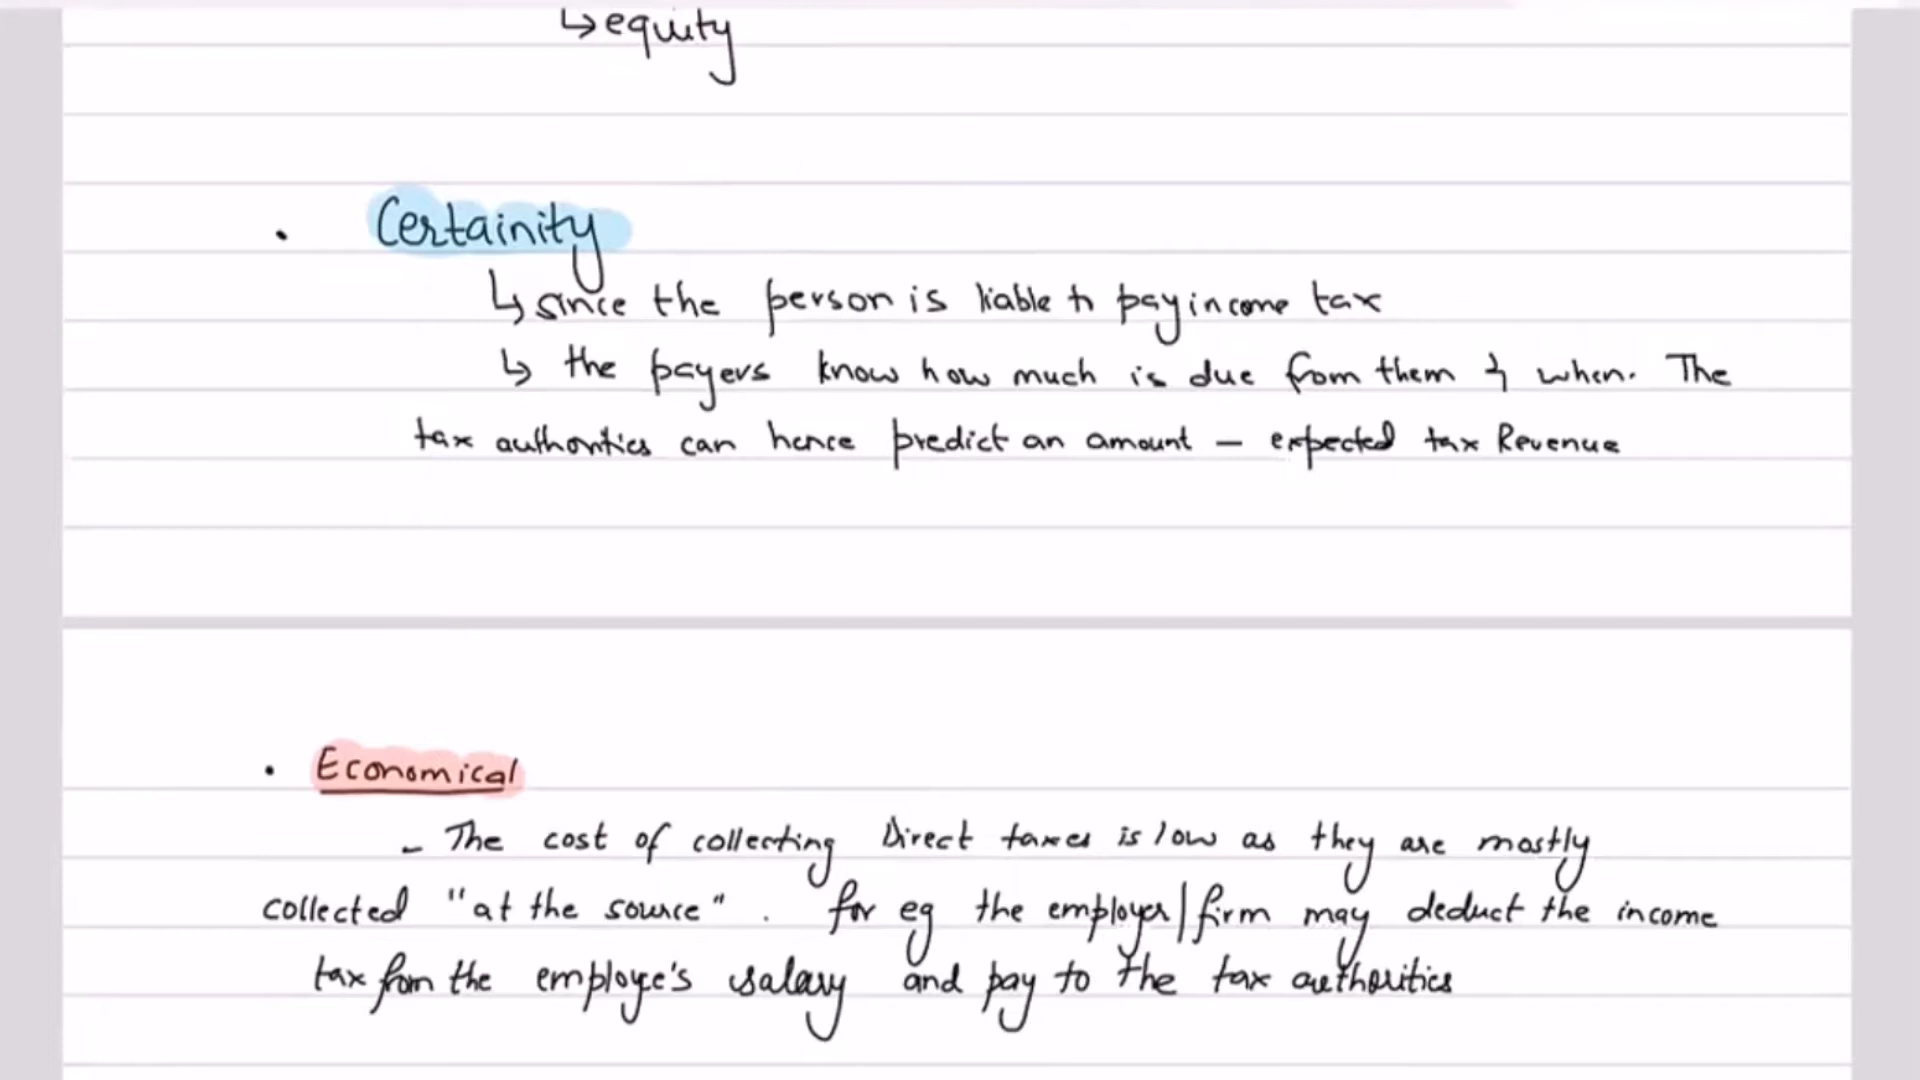 ↳ equity
• Certainity
↳ since the person is liable to pay income tax
↳ the payers know how much is due from them & when. The
tax authorities can hence predict an amount – expected tax Revenue
• Economical
– The cost of collecting Direct taxes is low as they are mostly
collected "at the source". for eg the employer/firm may deduct the income
tax from the employe's salary and pay to the tax authorities